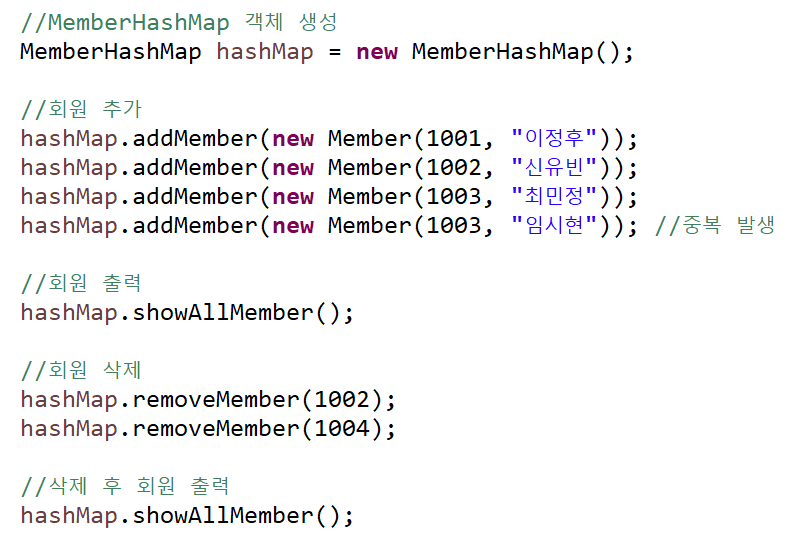 //MemberHashMap 객체 생성
MemberHashMap hashMap = new MemberHashMap();
//회원 추가
hashMap.addMember(new Member(1001, "이정후"));
hashMap.addMember(new Member(1002, "신유빈"));
hashMap.addMember(new Member(1003, "최민정"));
hashMap.addMember(new Member(1003, "임시현")); //중복 발생
//회원 출력
hashMap.showAllMember();
//회원 삭제
hashMap.removeMember(1002);
hashMap.removeMember(1004);
//삭제 후 회원 출력
hashMap.showAllMember();